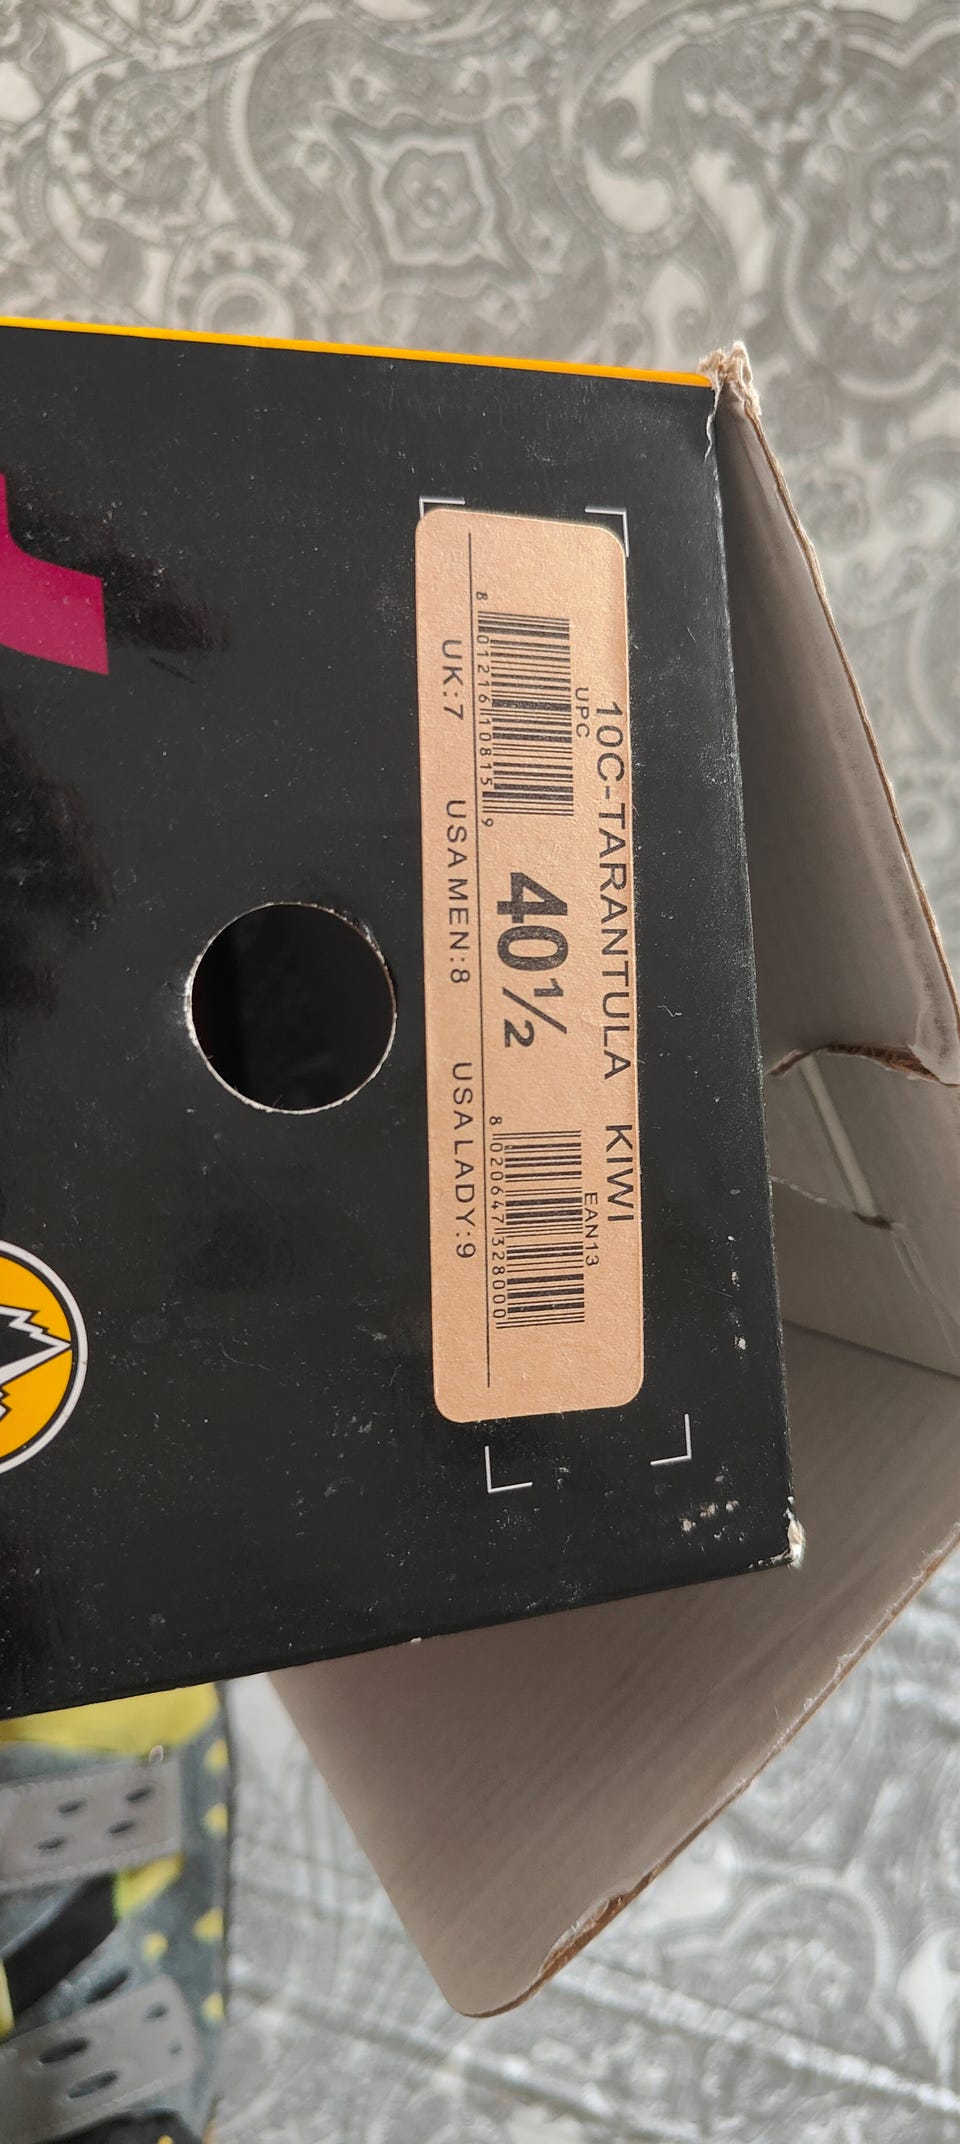 10C-TARANTULA KIWI
UPC
8 01216 10815 9
40½
EAN13
8 020647 328000
UK:7 USA MEN:8 USA LADY:9